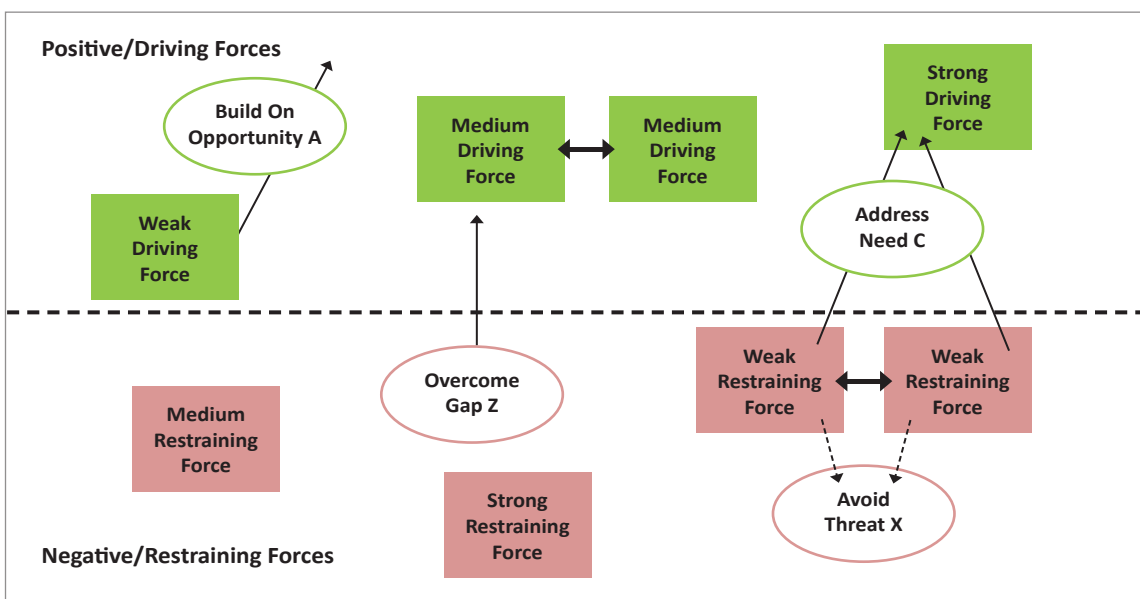 Positive/Driving Forces
Build On
Opportunity A
Weak
Driving
Force
Medium
Driving
Force
Medium
Driving
Force
Strong
Driving
Force
Address
Need C
Overcome
Gap Z
Medium
Restraining
Force
Strong
Restraining
Force
Weak
Restraining
Force
Weak
Restraining
Force
Avoid
Threat X
Negative/Restraining Forces